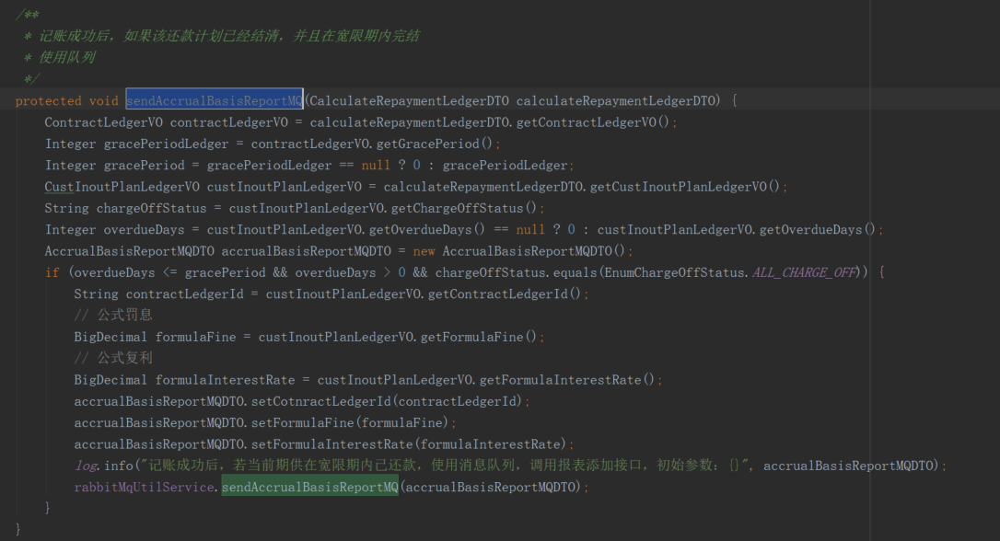 /**
 * 记账成功后，如果该还款计划已经结清，并且在宽限期内完结
 * 使用队列
 */
protected void sendAccrualBasisReportMQ(CalculateRepaymentLedgerDTO calculateRepaymentLedgerDTO) {
    ContractLedgerVO contractLedgerVO = calculateRepaymentLedgerDTO.getContractLedgerVO();
    Integer gracePeriodLedger = contractLedgerVO.getGracePeriod();
    Integer gracePeriod = gracePeriodLedger == null ? 0 : gracePeriodLedger;
    CustInoutPlanLedgerVO custInoutPlanLedgerVO = calculateRepaymentLedgerDTO.getCustInoutPlanLedgerVO();
    String chargeOffStatus = custInoutPlanLedgerVO.getChargeOffStatus();
    Integer overdueDays = custInoutPlanLedgerVO.getOverdueDays() == null ? 0 : custInoutPlanLedgerVO.getOverdueDays();
    AccrualBasisReportMQDTO accrualBasisReportMQDTO = new AccrualBasisReportMQDTO();
    if (overdueDays <= gracePeriod && overdueDays > 0 && chargeOffStatus.equals(EnumChargeOffStatus.ALL_CHARGE_OFF)) {
        String contractLedgerId = custInoutPlanLedgerVO.getContractLedgerId();
        // 公式罚息
        BigDecimal formulaFine = custInoutPlanLedgerVO.getFormulaFine();
        // 公式复利
        BigDecimal formulaInterestRate = custInoutPlanLedgerVO.getFormulaInterestRate();
        accrualBasisReportMQDTO.setCotnractLedgerId(contractLedgerId);
        accrualBasisReportMQDTO.setFormulaFine(formulaFine);
        accrualBasisReportMQDTO.setFormulaInterestRate(formulaInterestRate);
        log.info("记账成功后，若当前期供在宽限期内已还款，使用消息队列，调用报表添加接口，初始参数：{}", accrualBasisReportMQDTO);
        rabbitMqUtilService.sendAccrualBasisReportMQ(accrualBasisReportMQDTO);
    }
}